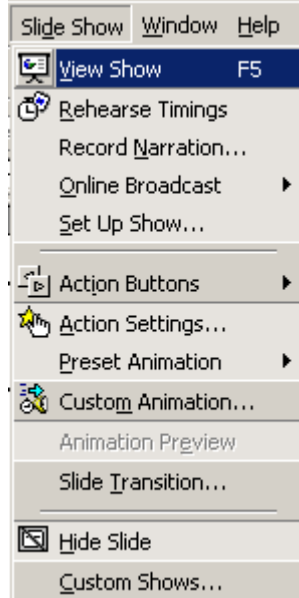 Slide Show Window Help
View Show F5
Rehearse Timings
Record Narration...
Online Broadcast
Set Up Show...
Action Buttons
Action Settings...
Preset Animation
Custom Animation...
Animation Preview
Slide Transition...
Hide Slide
Custom Shows...